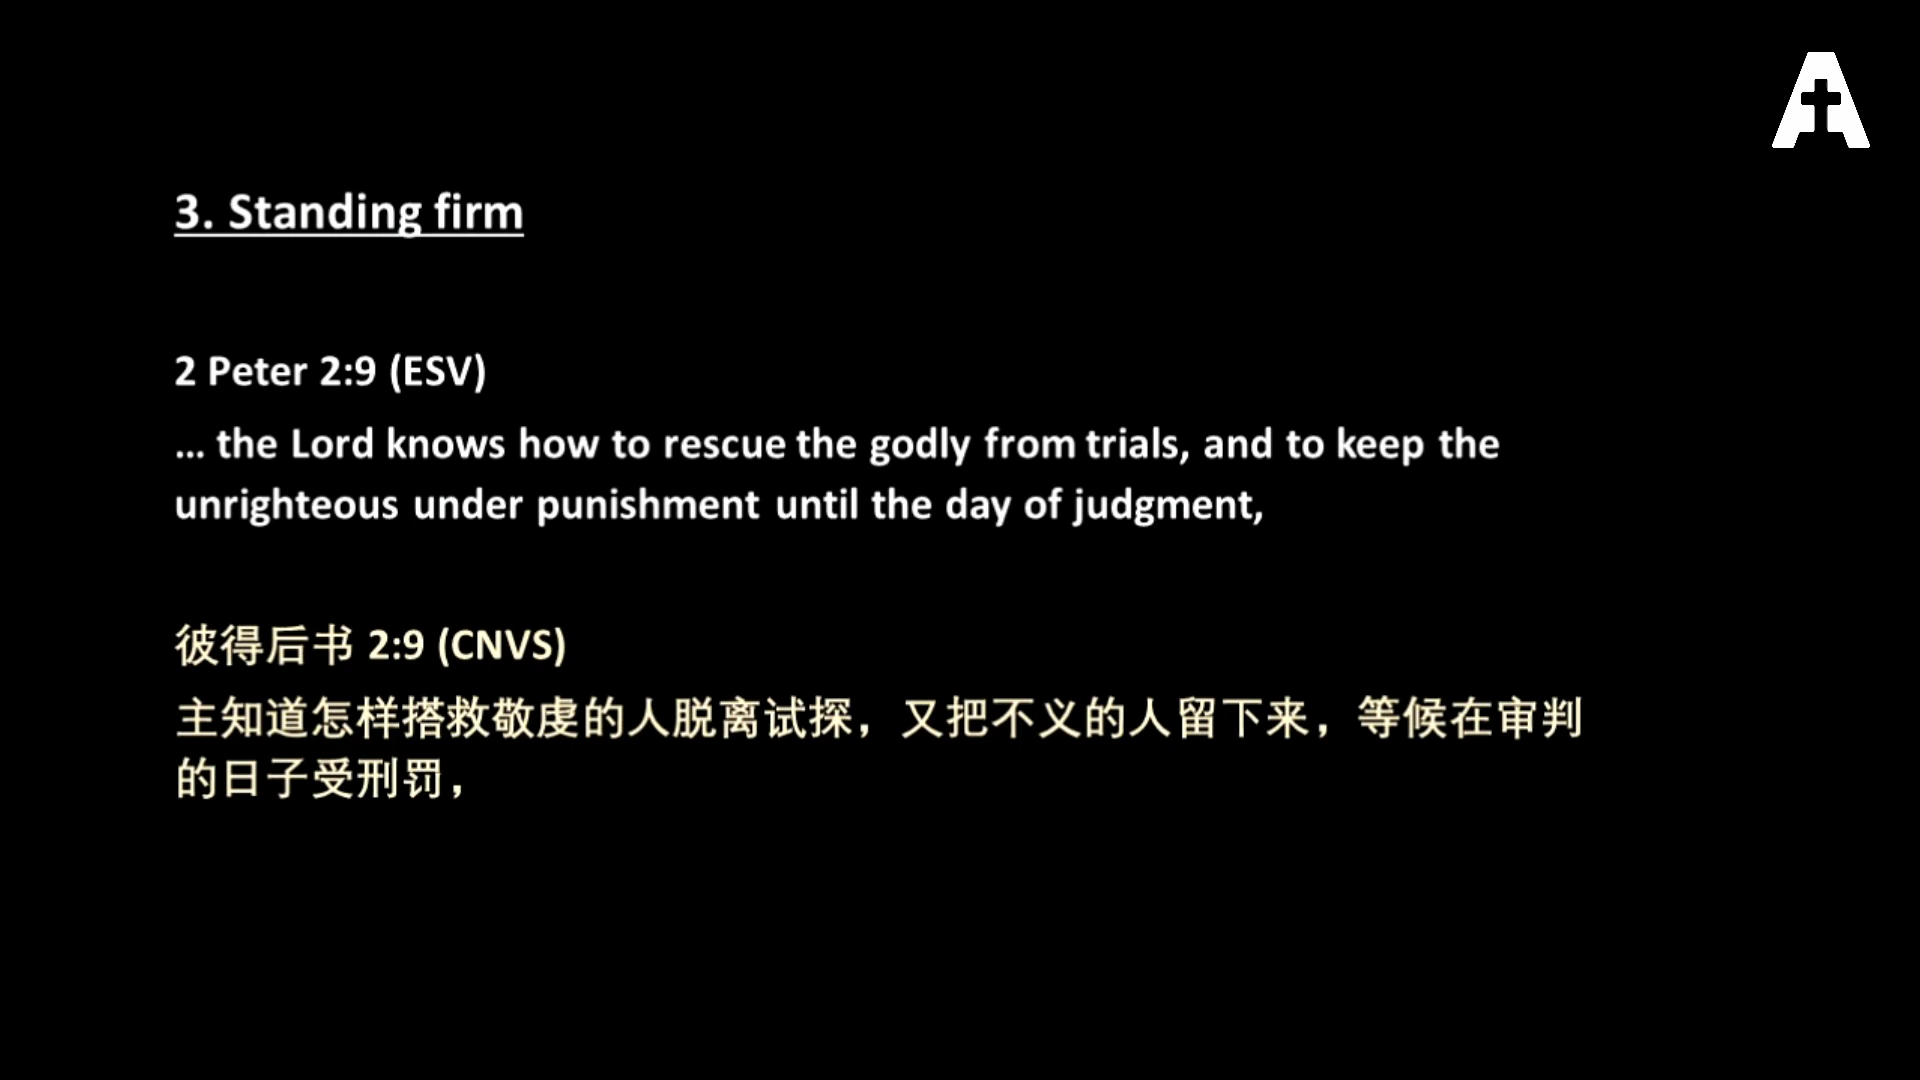 3. Standing firm
2 Peter 2:9 (ESV)
... the Lord knows how to rescue the godly from trials, and to keep the
unrighteous under punishment until the day of judgment,
彼得后书 2:9 (CNVS)
主知道怎样搭救敬虔的人脱离试探，又把不义的人留下来，等候在审判
的日子受刑罚，